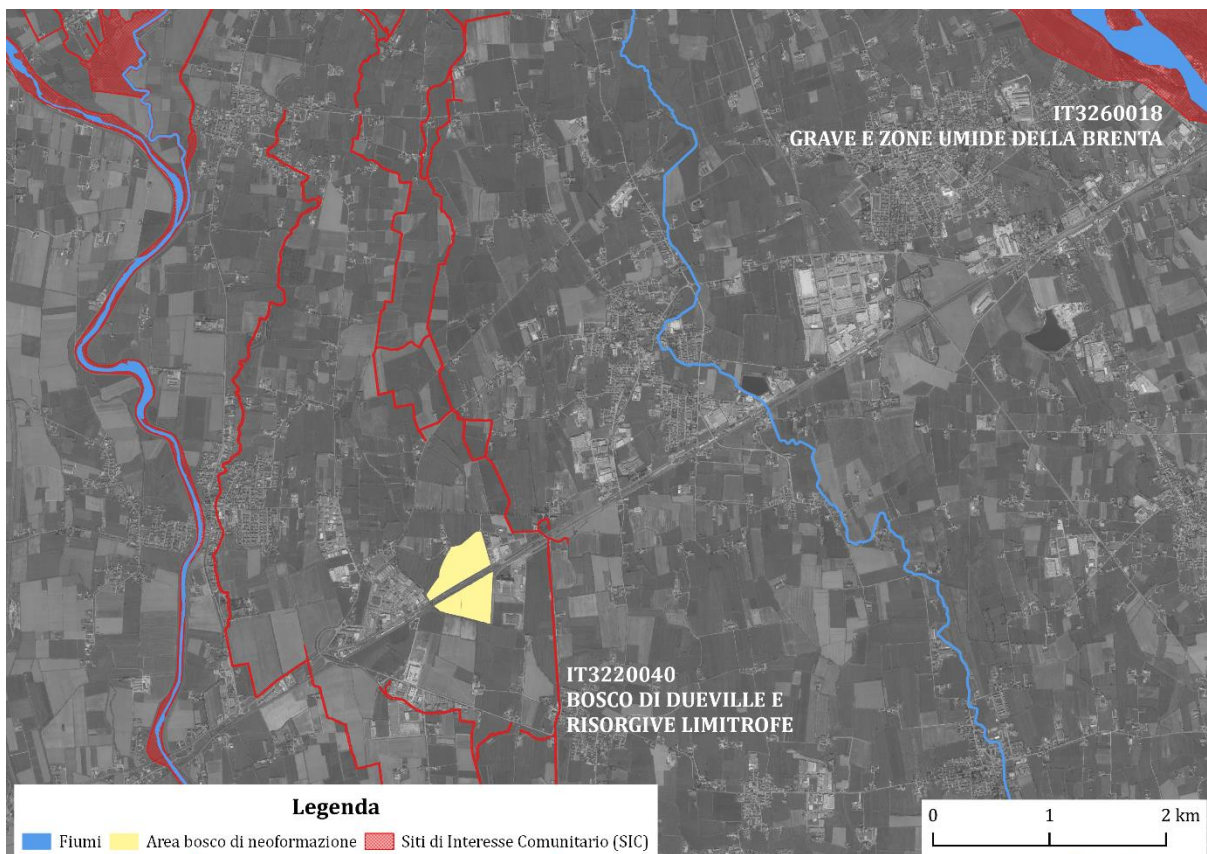 IT3260018
GRAVE E ZONE UMIDE DELLA BRENTA
IT3220040
BOSCO DI DUEVILLE E
RISORGIVE LIMITROFE
Legenda
Fiumi
Area bosco di neoformazione
Siti di Interesse Comunitario (SIC)
0 1 2 km